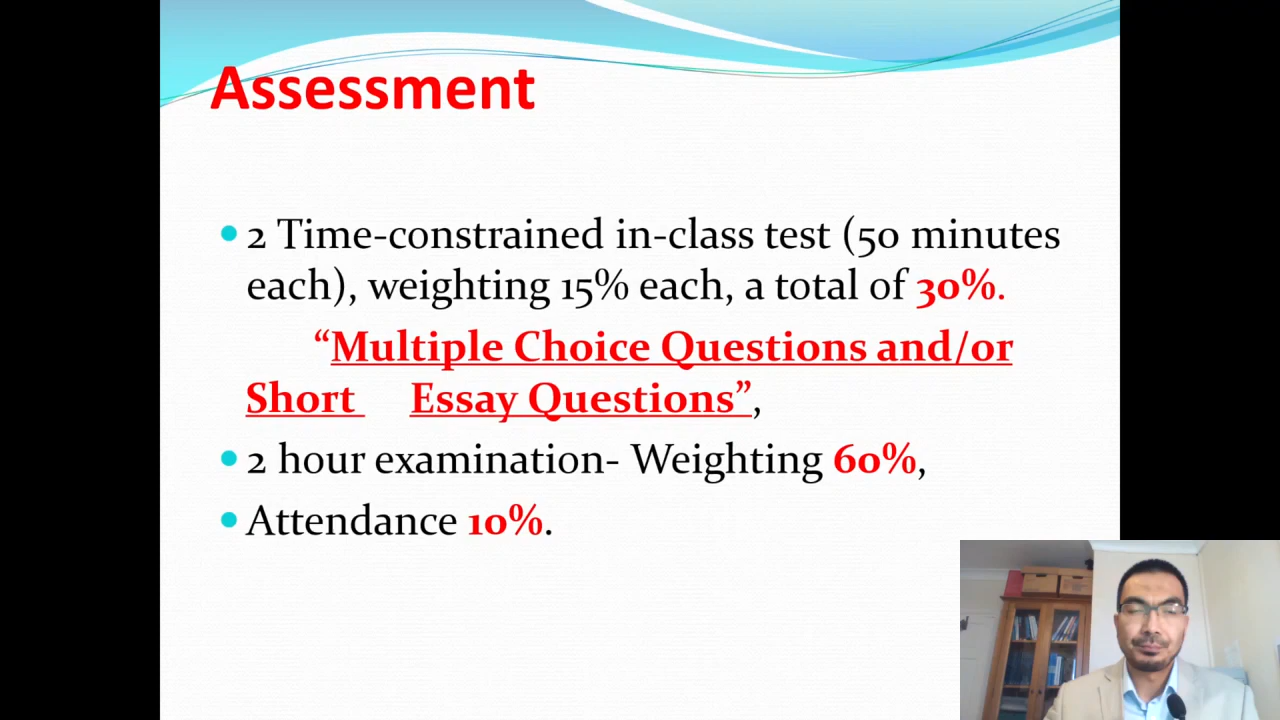 Assessment
2 Time-constrained in-class test (50 minutes
each), weighting 15% each, a total of 30%.
“Multiple Choice Questions and/or
Short Essay Questions”,
2 hour examination- Weighting 60%,
Attendance 10%.